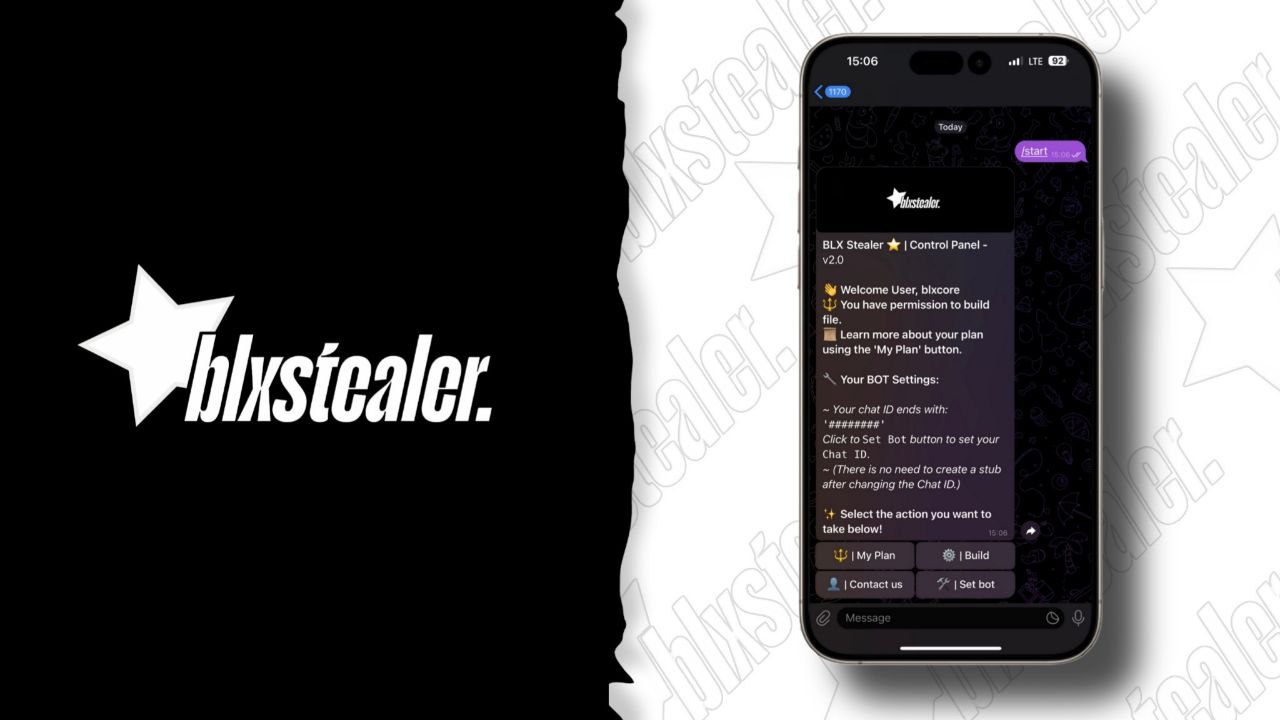 blxstealer.
15:06
LTE 92
1170
Today
/start 15:06
blxstealer.
BLX Stealer ⭐ | Control Panel -
v2.0
👋 Welcome User, blxcore
🔱 You have permission to build
file.
Learn more about your plan
using the 'My Plan' button.
🔧 Your BOT Settings:
~ Your chat ID ends with:
'########'
Click to Set Bot button to set your
Chat ID.
~ (There is no need to create a stub
after changing the Chat ID.)
✨ Select the action you want to
take below!
15:06
🔱 | My Plan
⚙️ | Build
👤 | Contact us
🛠️ | Set bot
Message
blxstealer.
blxstealer.
blxstealer.